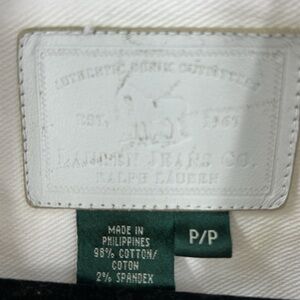 AUTHENTIC DENIM OUTFITTERS
EST. 1967
LAUREN JEANS CO.
RALPH LAUREN
MADE IN
PHILIPPINES
98% COTTON/
COTON
2% SPANDEX
P/P